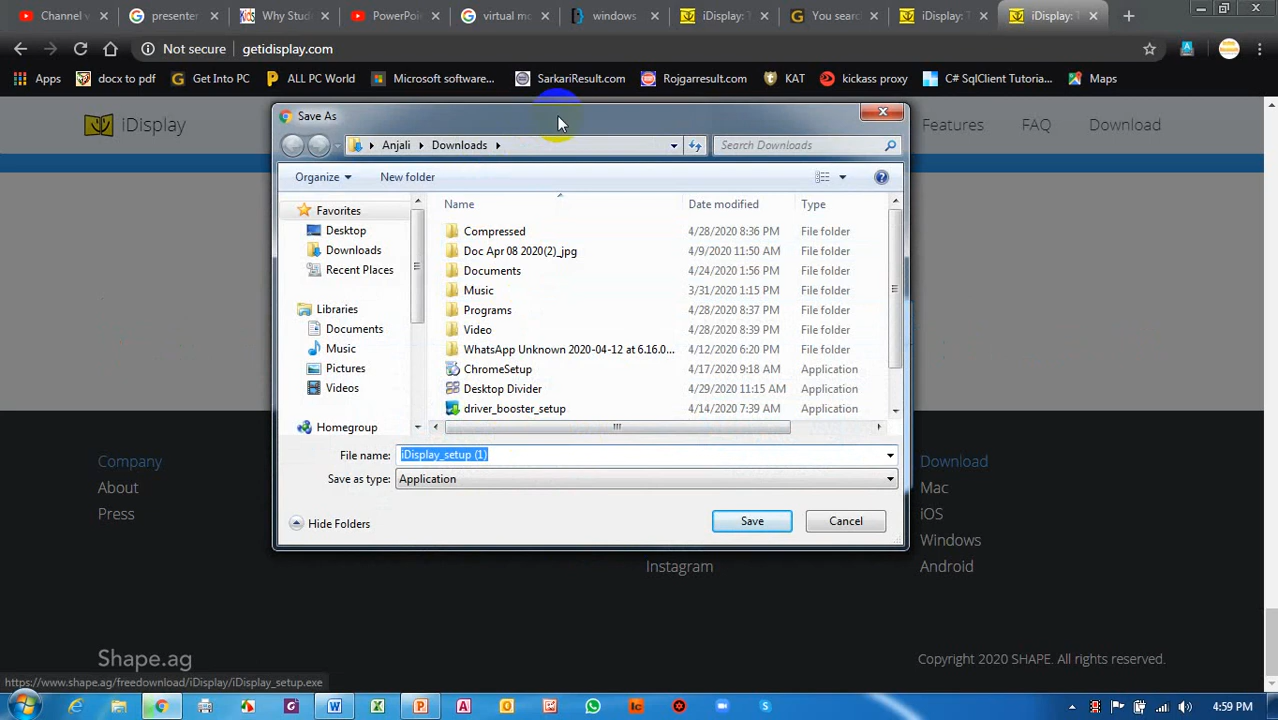 Channel v
presenter
Why Stud
PowerPoi
virtual mo
windows
iDisplay: T
You searc
iDisplay: T
iDisplay: T
Not secure
getidisplay.com
Apps
docx to pdf
Get Into PC
ALL PC World
Microsoft software...
SarkariResult.com
Rojgarresult.com
KAT
kickass proxy
C# SqlClient Tutoria...
Maps
iDisplay
Features
FAQ
Download
Save As
Anjali
Downloads
Search Downloads
Organize
New folder
Favorites
Desktop
Downloads
Recent Places
Libraries
Documents
Music
Pictures
Videos
Homegroup
Name
Date modified
Type
Compressed 4/28/2020 8:36 PM File folder
Doc Apr 08 2020(2)_jpg 4/9/2020 11:50 AM File folder
Documents 4/24/2020 1:56 PM File folder
Music 3/31/2020 1:15 PM File folder
Programs 4/28/2020 8:37 PM File folder
Video 4/28/2020 8:39 PM File folder
WhatsApp Unknown 2020-04-12 at 6.16.0... 4/12/2020 6:20 PM File folder
ChromeSetup 4/17/2020 9:18 AM Application
Desktop Divider 4/29/2020 11:15 AM Application
driver_booster_setup 4/14/2020 7:39 AM Application
File name: iDisplay_setup (1)
Save as type: Application
Hide Folders
Save
Cancel
Company
About
Press
Instagram
Download
Mac
iOS
Windows
Android
Shape.ag
Copyright 2020 SHAPE. All rights reserved.
https://www.shape.ag/freedownload/iDisplay/iDisplay_setup.exe
4:59 PM